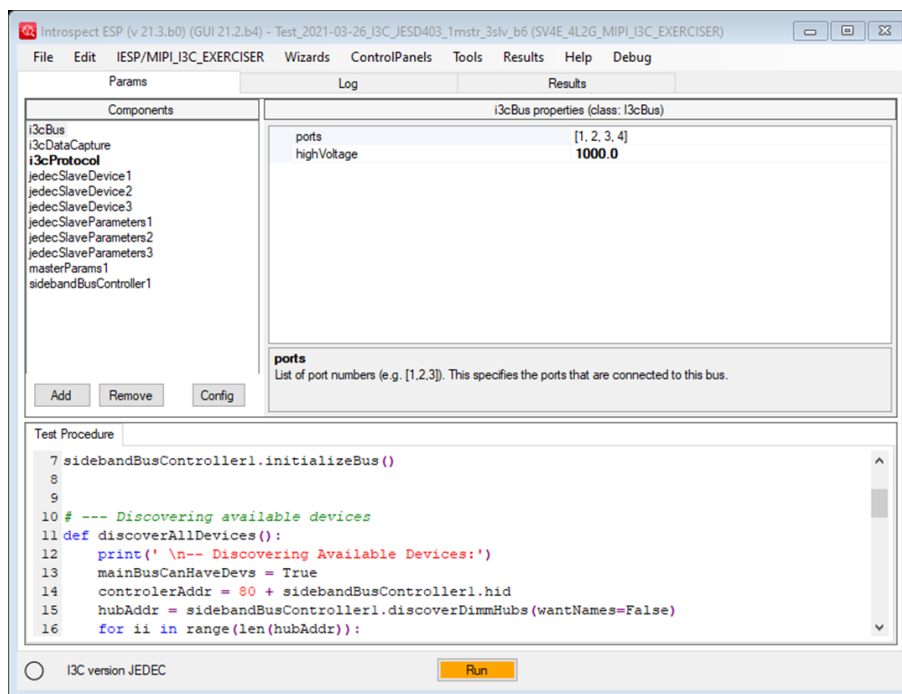 Introspect ESP (v 21.3.b0) (GUI 21.2.b4) - Test_2021-03-26_I3C_JESD403_1mstr_3slv_b6 (SV4E_4L2G_MIPI_I3C_EXERCISER)
File Edit IESP/MIPI_I3C_EXERCISER Wizards ControlPanels Tools Results Help Debug
Params Log Results
Components
i3cBus
i3cDataCapture
i3cProtocol
jedecSlaveDevice1
jedecSlaveDevice2
jedecSlaveDevice3
jedecSlaveParameters1
jedecSlaveParameters2
jedecSlaveParameters3
masterParams1
sidebandBusController1
Add Remove Config
i3cBus properties (class: I3cBus)
ports [1, 2, 3, 4]
highVoltage 1000.0
ports
List of port numbers (e.g. [1,2,3]). This specifies the ports that are connected to this bus.
Test Procedure
7 sidebandBusController1.initializeBus()
8
9
10 # --- Discovering available devices
11 def discoverAllDevices():
12 print(' \n-- Discovering Available Devices:')
13 mainBusCanHaveDevs = True
14 controlerAddr = 80 + sidebandBusController1.hid
15 hubAddr = sidebandBusController1.discoverDimmHubs(wantNames=False)
16 for ii in range(len(hubAddr)):
I3C version JEDEC
Run